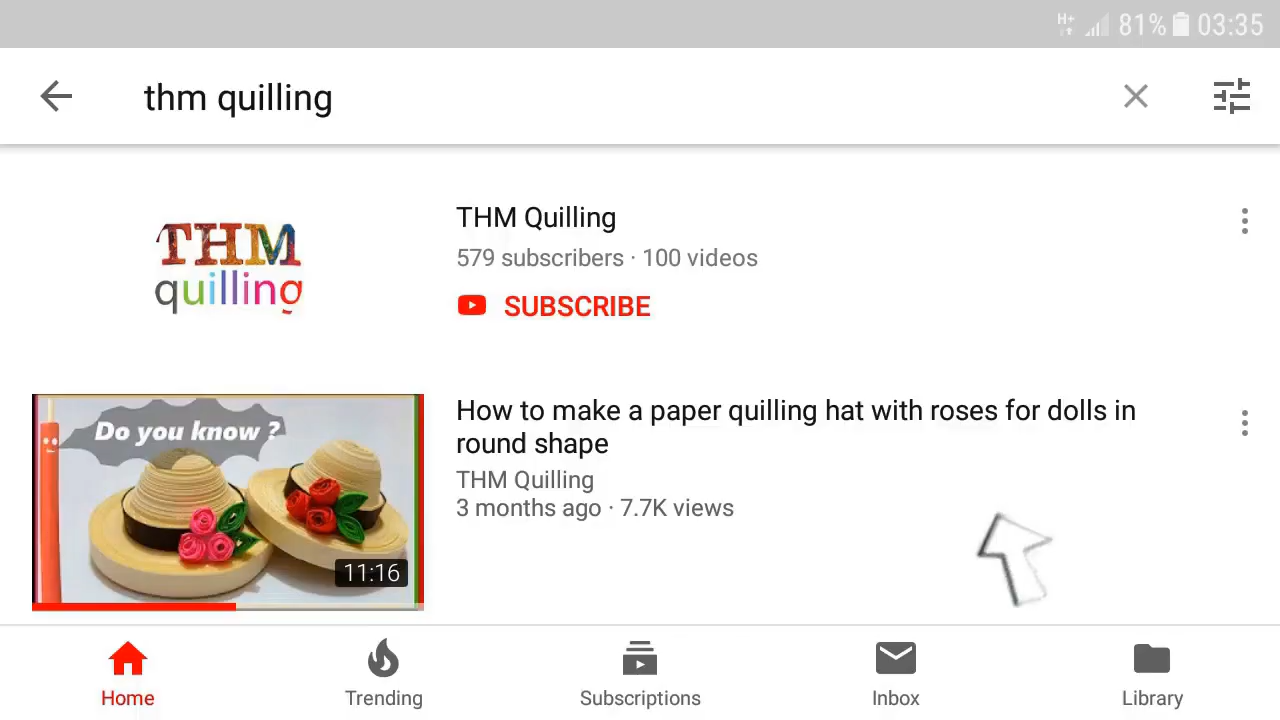 H+ 81% 03:35
thm quilling
THM
quilling
THM Quilling
579 subscribers · 100 videos
SUBSCRIBE
Do you know ?
11:16
How to make a paper quilling hat with roses for dolls in
round shape
THM Quilling
3 months ago · 7.7K views
Home Trending Subscriptions Inbox Library